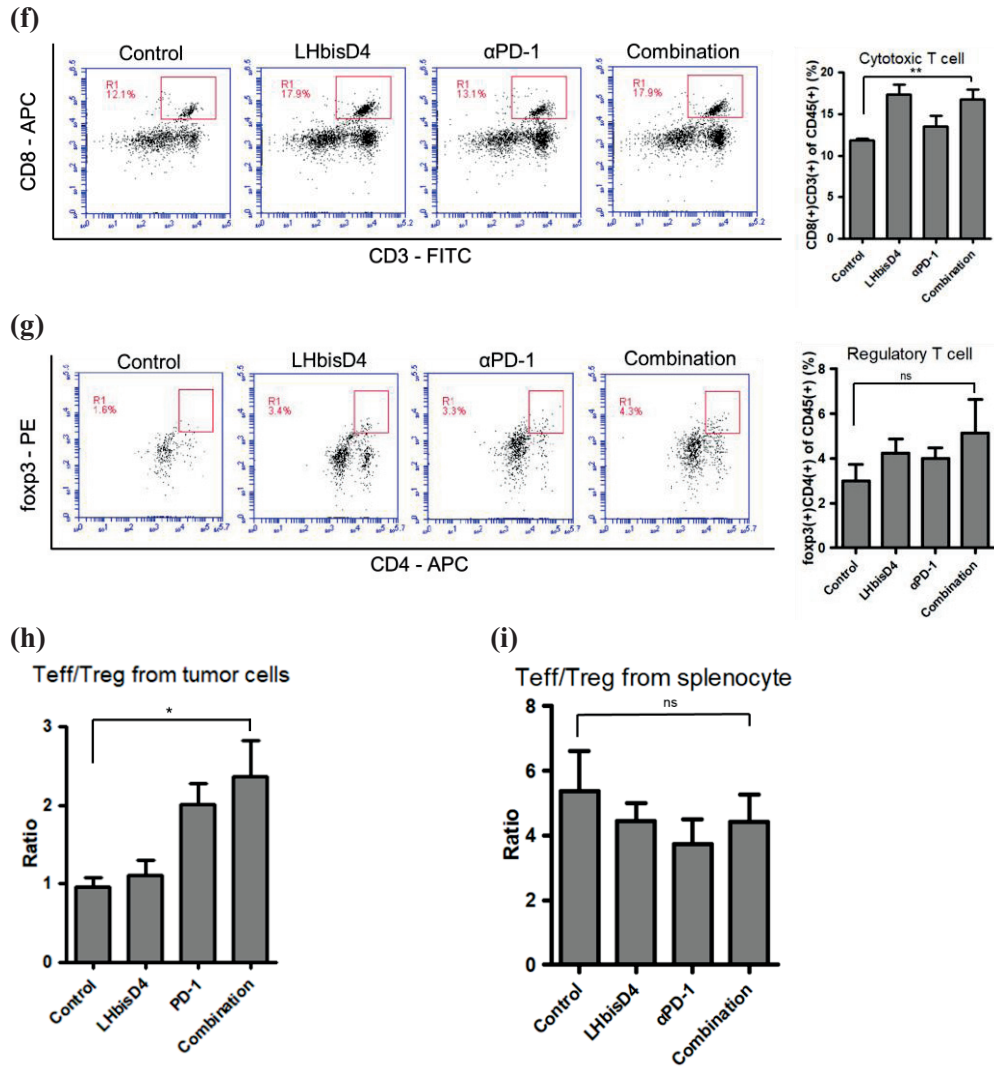 (f)
Control LHbisD4 αPD-1 Combination
R1
12.1%
R1
17.9%
R1
13.1%
R1
17.9%
CD8 - APC
CD3 - FITC
Cytotoxic T cell
**
CD8(+)CD3(+) of CD45(+) (%)
20
15
10
5
0
Control LHbisD4 αPD-1 Combination
(g)
Control LHbisD4 αPD-1 Combination
R1
1.6%
R1
3.4%
R1
3.3%
R1
4.3%
foxp3 - PE
CD4 - APC
Regulatory T cell
ns
foxp3(+)CD4(+) of CD45(+) (%)
8
6
4
2
0
Control LHbisD4 αPD-1 Combination
(h)
Teff/Treg from tumor cells
*
Ratio
3
2
1
0
Control LHbisD4 PD-1 Combination
(i)
Teff/Treg from splenocyte
ns
Ratio
8
6
4
2
0
Control LHbisD4 αPD-1 Combination